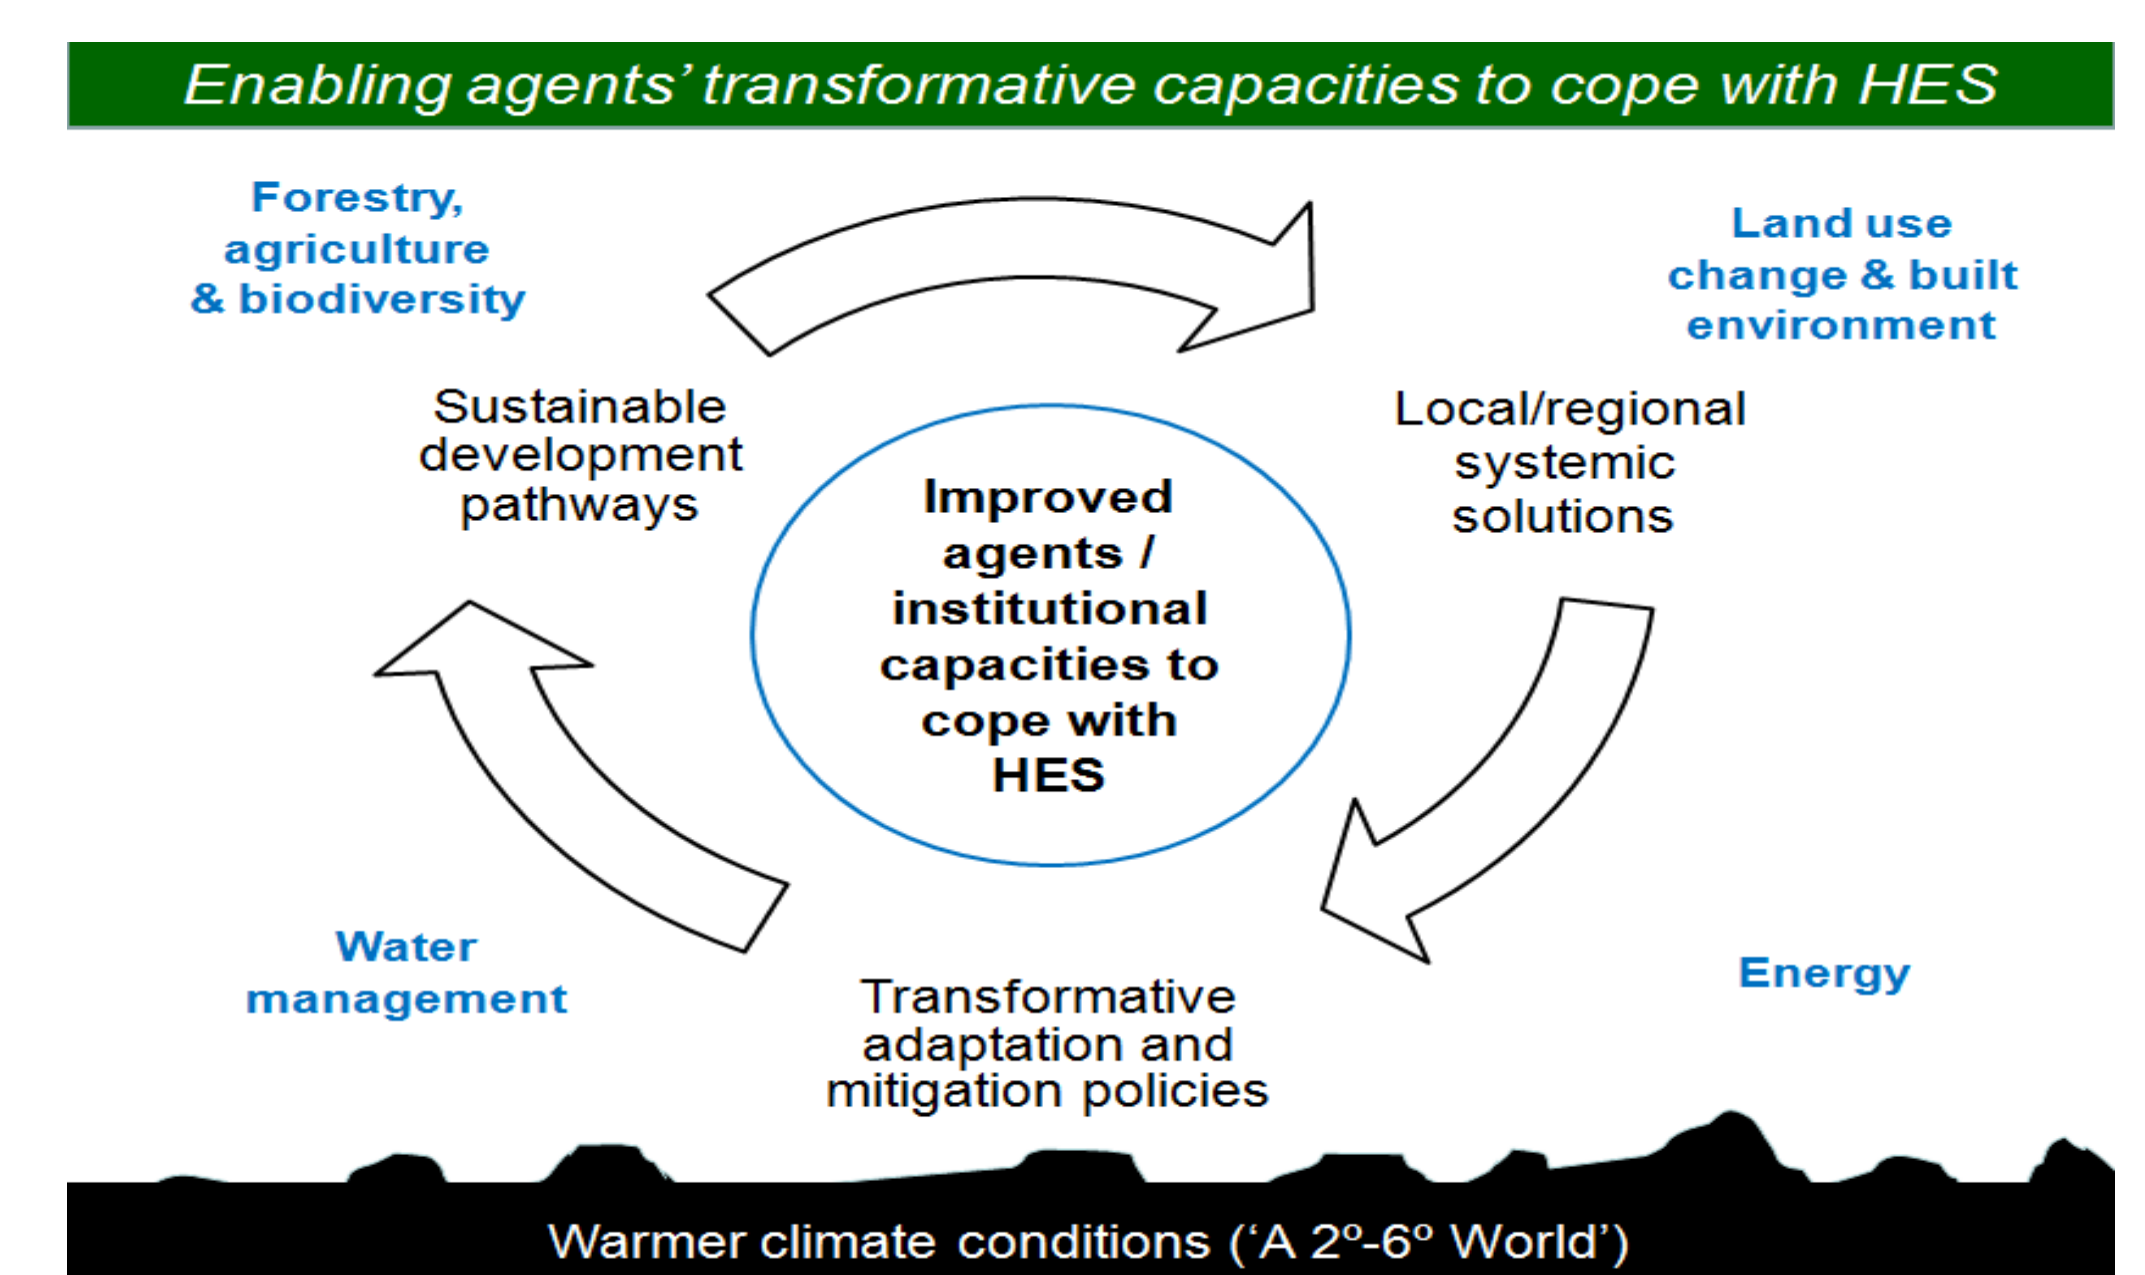 Enabling agents’ transformative capacities to cope with HES
Forestry,
agriculture
& biodiversity
Land use
change & built
environment
Sustainable
development
pathways
Local/regional
systemic
solutions
Improved
agents /
institutional
capacities to
cope with
HES
Water
management
Energy
Transformative
adaptation and
mitigation policies
Warmer climate conditions (‘A 2º-6º World’)